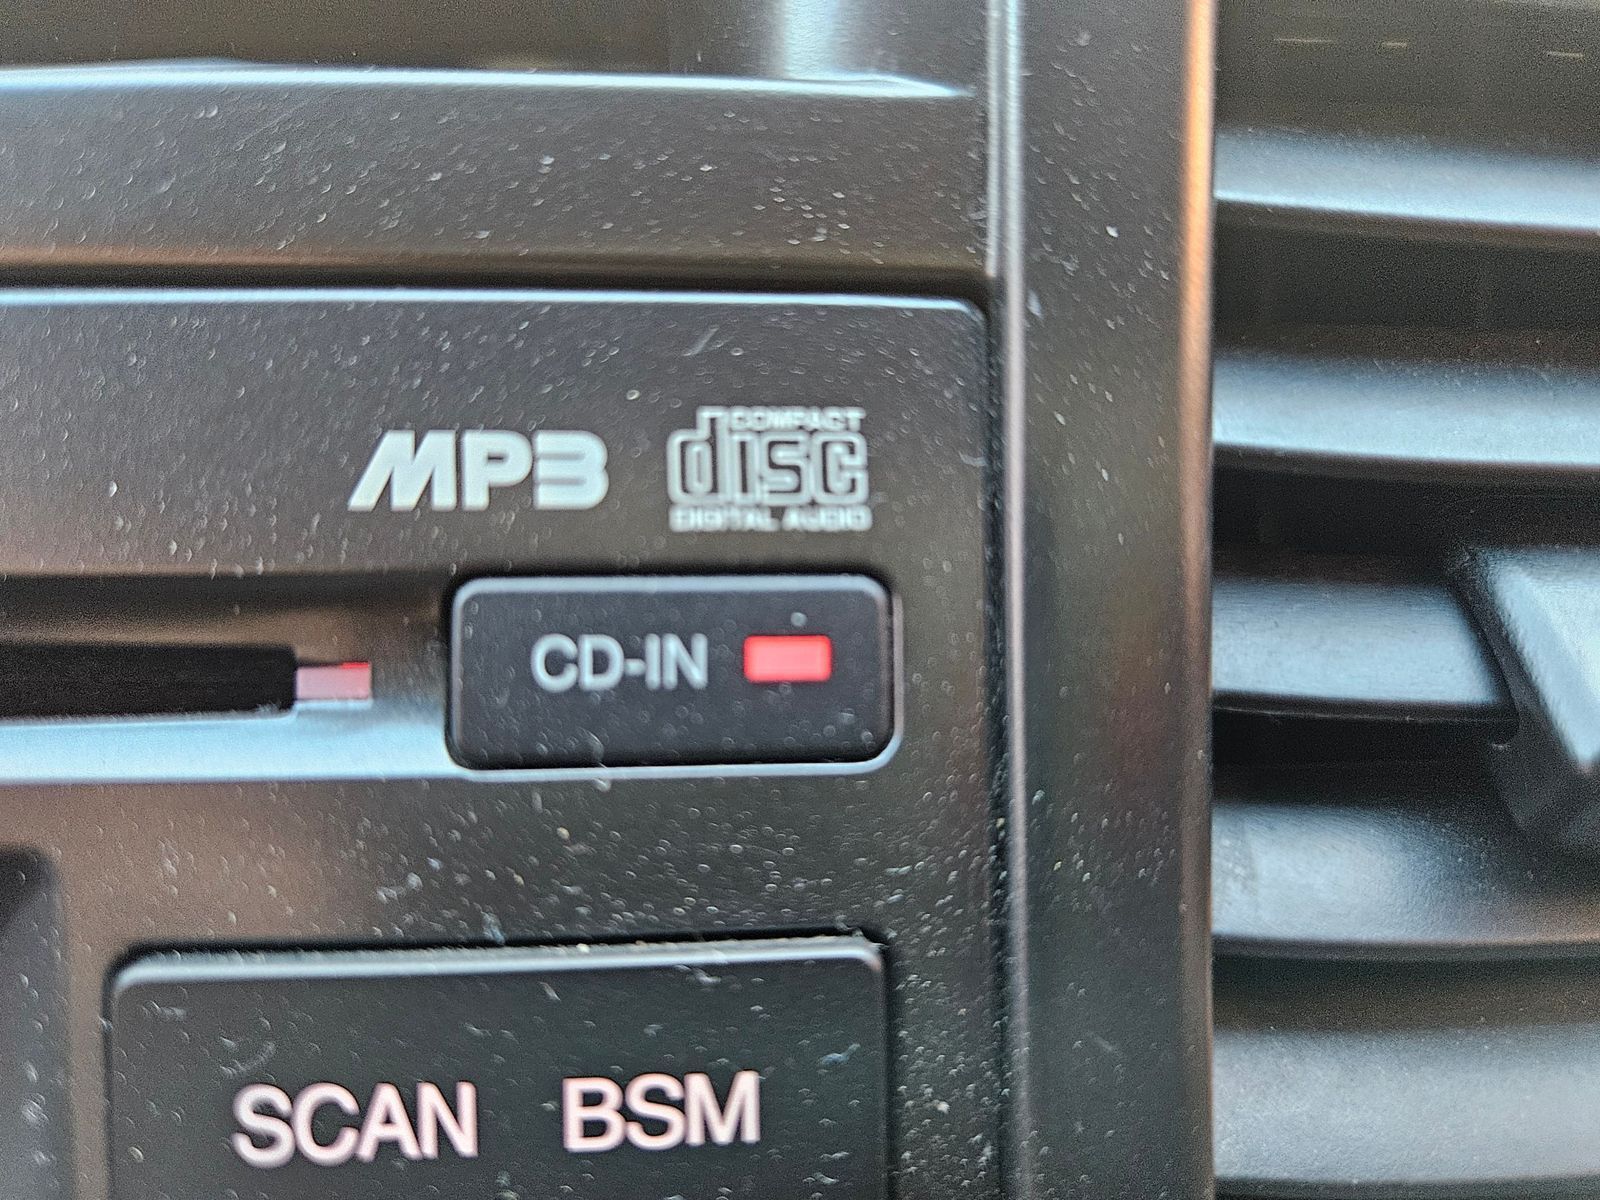 MP3
COMPACT
disc
DIGITAL AUDIO
CD-IN
SCAN BSM